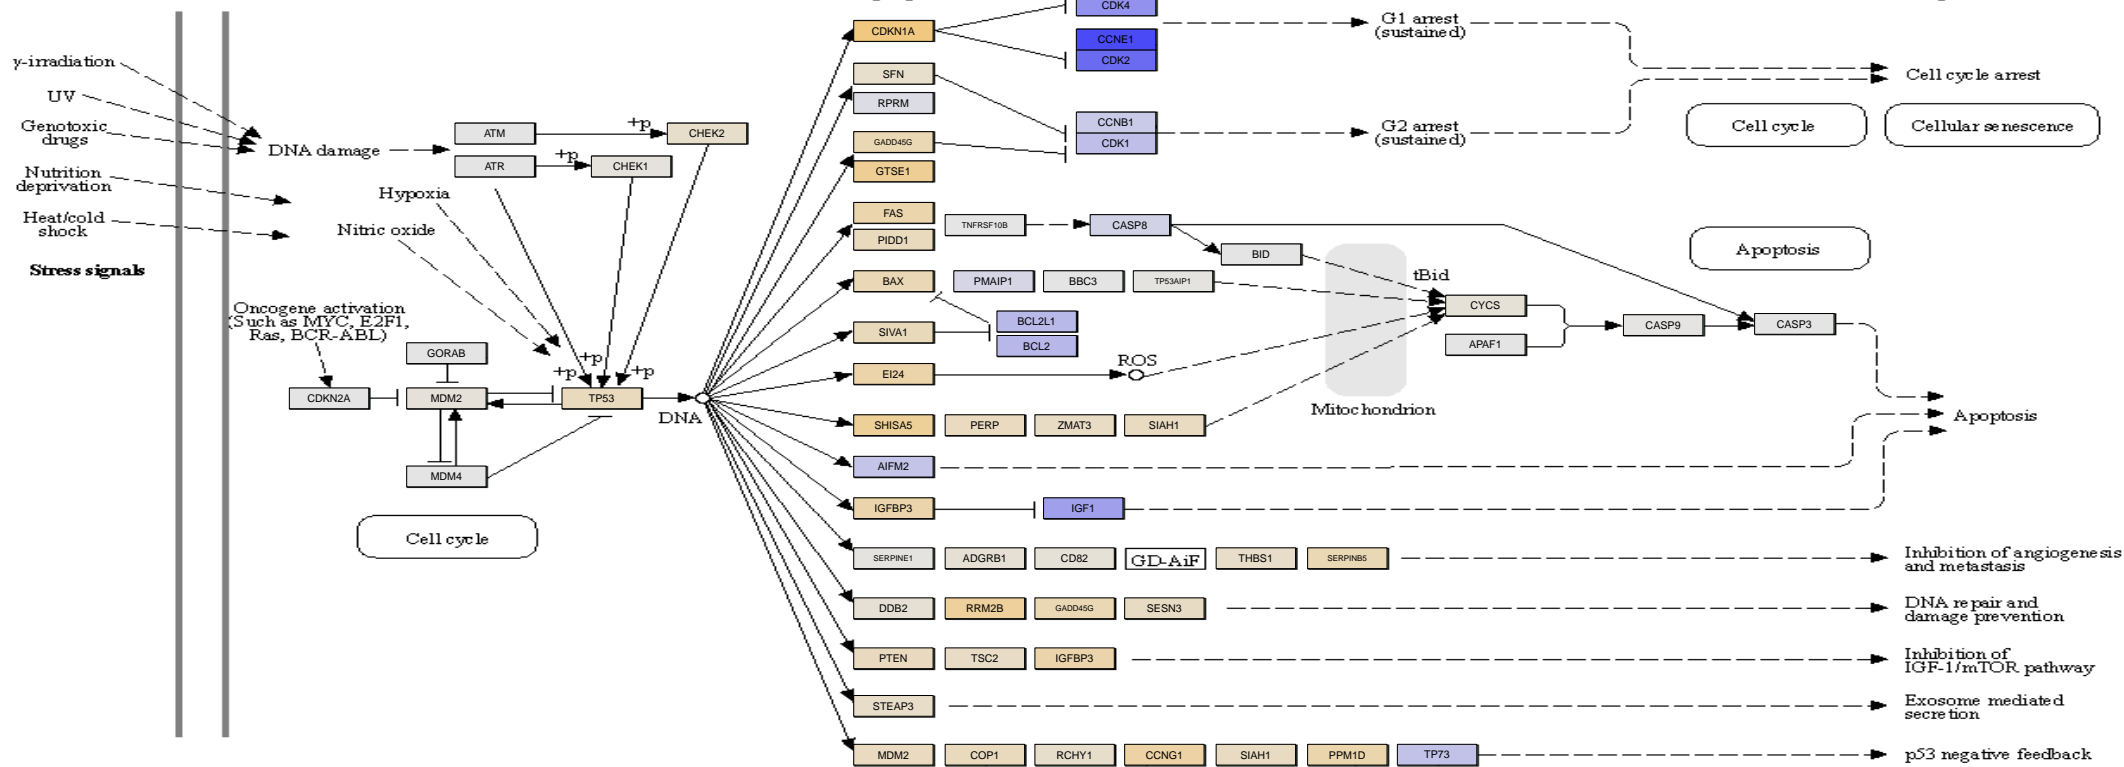 CDK4
CDKN1A
G1 arrest
(sustained)
CCNE1
CDK2
γ-irradiation
SFN
Cell cycle arrest
UV
RPRM
Genotoxic
drugs
ATM
+p
CHEK2
CCNB1
G2 arrest
(sustained)
Cell cycle
Cellular senescence
DNA damage
GADD45G
CDK1
ATR
+p
CHEK1
GTSE1
Nutrition
deprivation
Hypoxia
Heat/cold
shock
Nitric oxide
FAS
TNFRSF10B
CASP8
PIDD1
BID
Apoptosis
Stress signals
BAX
PMAIP1
BBC3
TP53AIP1
tBid
CYCS
Oncogene activation
(Such as MYC, E2F1,
Ras, BCR-ABL)
BCL2L1
SIVA1
BCL2
CASP9
CASP3
APAF1
GORAB
+p
+p
+p
EI24
ROS
CDKN2A
MDM2
TP53
DNA
Mitochondrion
SHISA5
PERP
ZMAT3
SIAH1
Apoptosis
MDM4
AIFM2
IGFBP3
IGF1
Cell cycle
SERPINE1
ADGRB1
CD82
GD-AiF
THBS1
SERPINB5
Inhibition of angiogenesis
and metastasis
DDB2
RRM2B
GADD45G
SESN3
DNA repair and
damage prevention
PTEN
TSC2
IGFBP3
Inhibition of
IGF-1/mTOR pathway
STEAP3
Exosome mediated
secretion
MDM2
COP1
RCHY1
CCNG1
SIAH1
PPM1D
TP73
p53 negative feedback